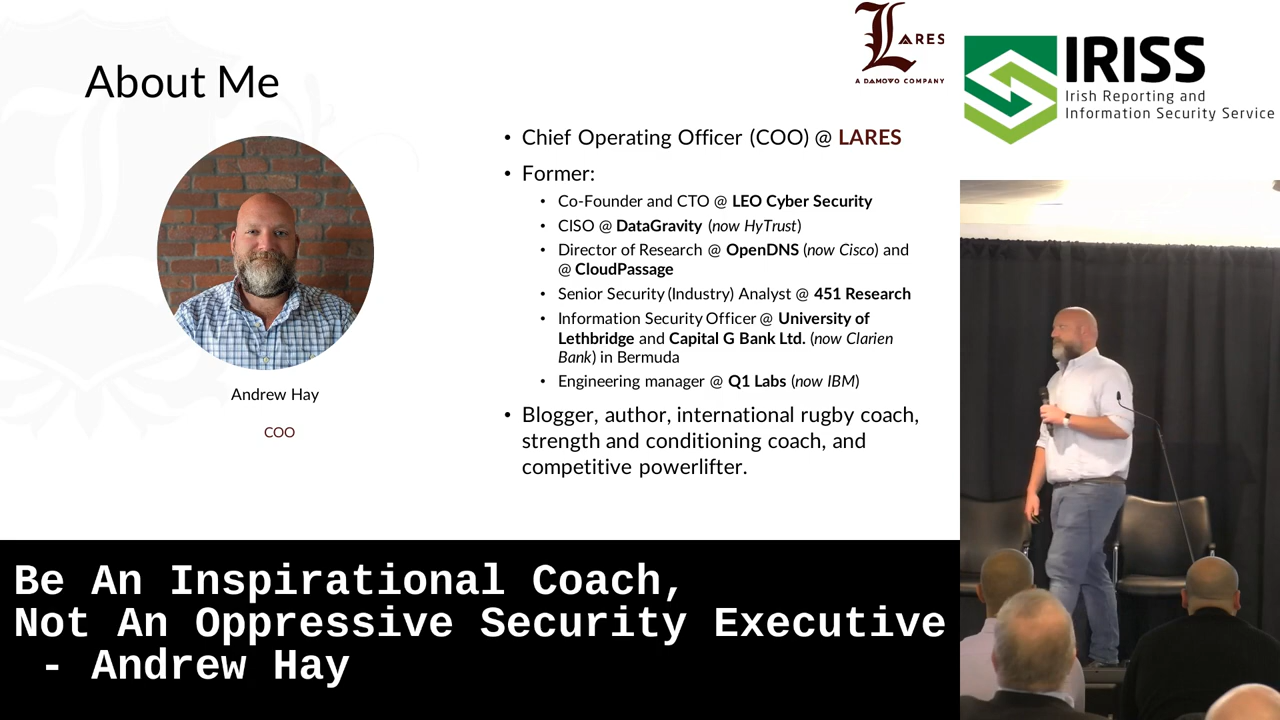 About Me
Andrew Hay
COO
• Chief Operating Officer (COO) @ LARES
• Former:
• Co-Founder and CTO @ LEO Cyber Security
• CISO @ DataGravity (now HyTrust)
• Director of Research @ OpenDNS (now Cisco) and
@ CloudPassage
• Senior Security (Industry) Analyst @ 451 Research
• Information Security Officer @ University of
Lethbridge and Capital G Bank Ltd. (now Clarien
Bank) in Bermuda
• Engineering manager @ Q1 Labs (now IBM)
• Blogger, author, international rugby coach,
strength and conditioning coach, and
competitive powerlifter.
LARES
A DAMOVO COMPANY
IRISS
Irish Reporting and
Information Security Service
Be An Inspirational Coach,
Not An Oppressive Security Executive
- Andrew Hay